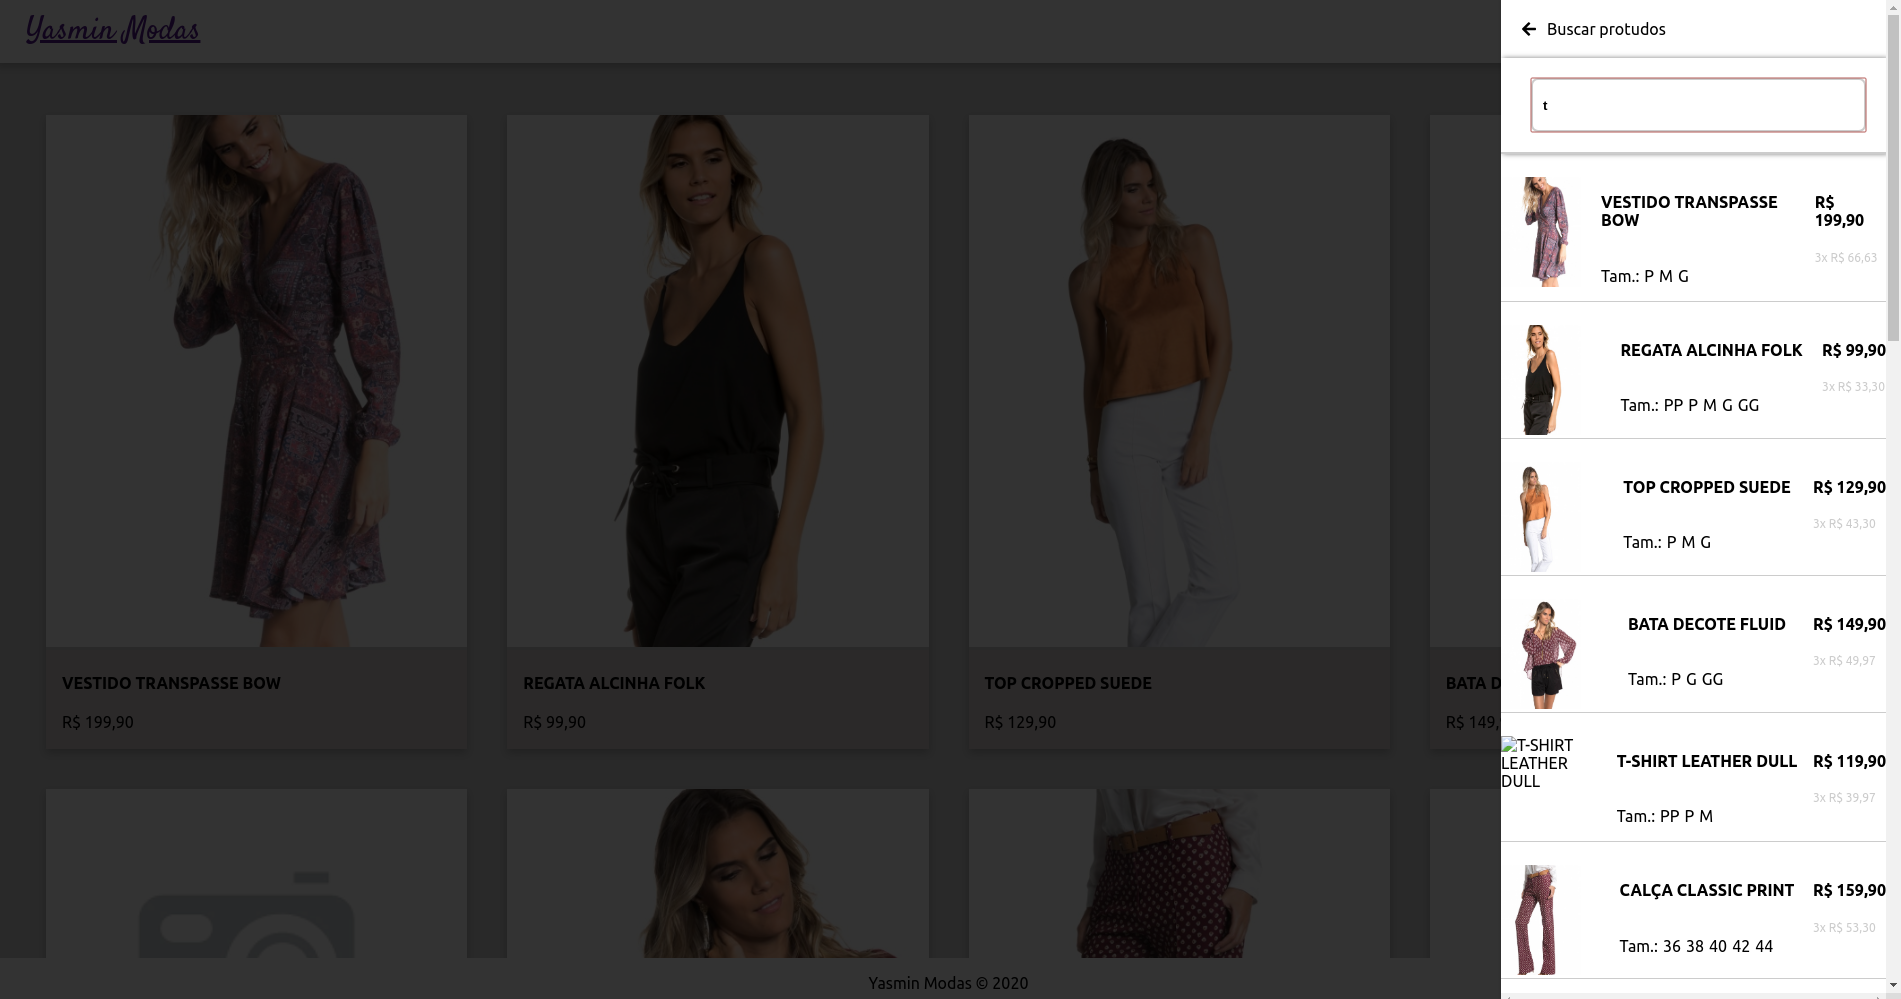 Yasmin Modas
VESTIDO TRANSPASSE BOW
R$ 199,90
REGATA ALCINHA FOLK
R$ 99,90
TOP CROPPED SUEDE
R$ 129,90
BATA D
R$ 149,
Yasmin Modas © 2020
Buscar protudos
t
VESTIDO TRANSPASSE
BOW
R$
199,90
3x R$ 66,63
Tam.: P M G
REGATA ALCINHA FOLK
R$ 99,90
3x R$ 33,30
Tam.: PP P M G GG
TOP CROPPED SUEDE
R$ 129,90
3x R$ 43,30
Tam.: P M G
BATA DECOTE FLUID
R$ 149,90
3x R$ 49,97
Tam.: P G GG
T-SHIRT
LEATHER
DULL
T-SHIRT LEATHER DULL
R$ 119,90
3x R$ 39,97
Tam.: PP P M
CALÇA CLASSIC PRINT
R$ 159,90
3x R$ 53,30
Tam.: 36 38 40 42 44